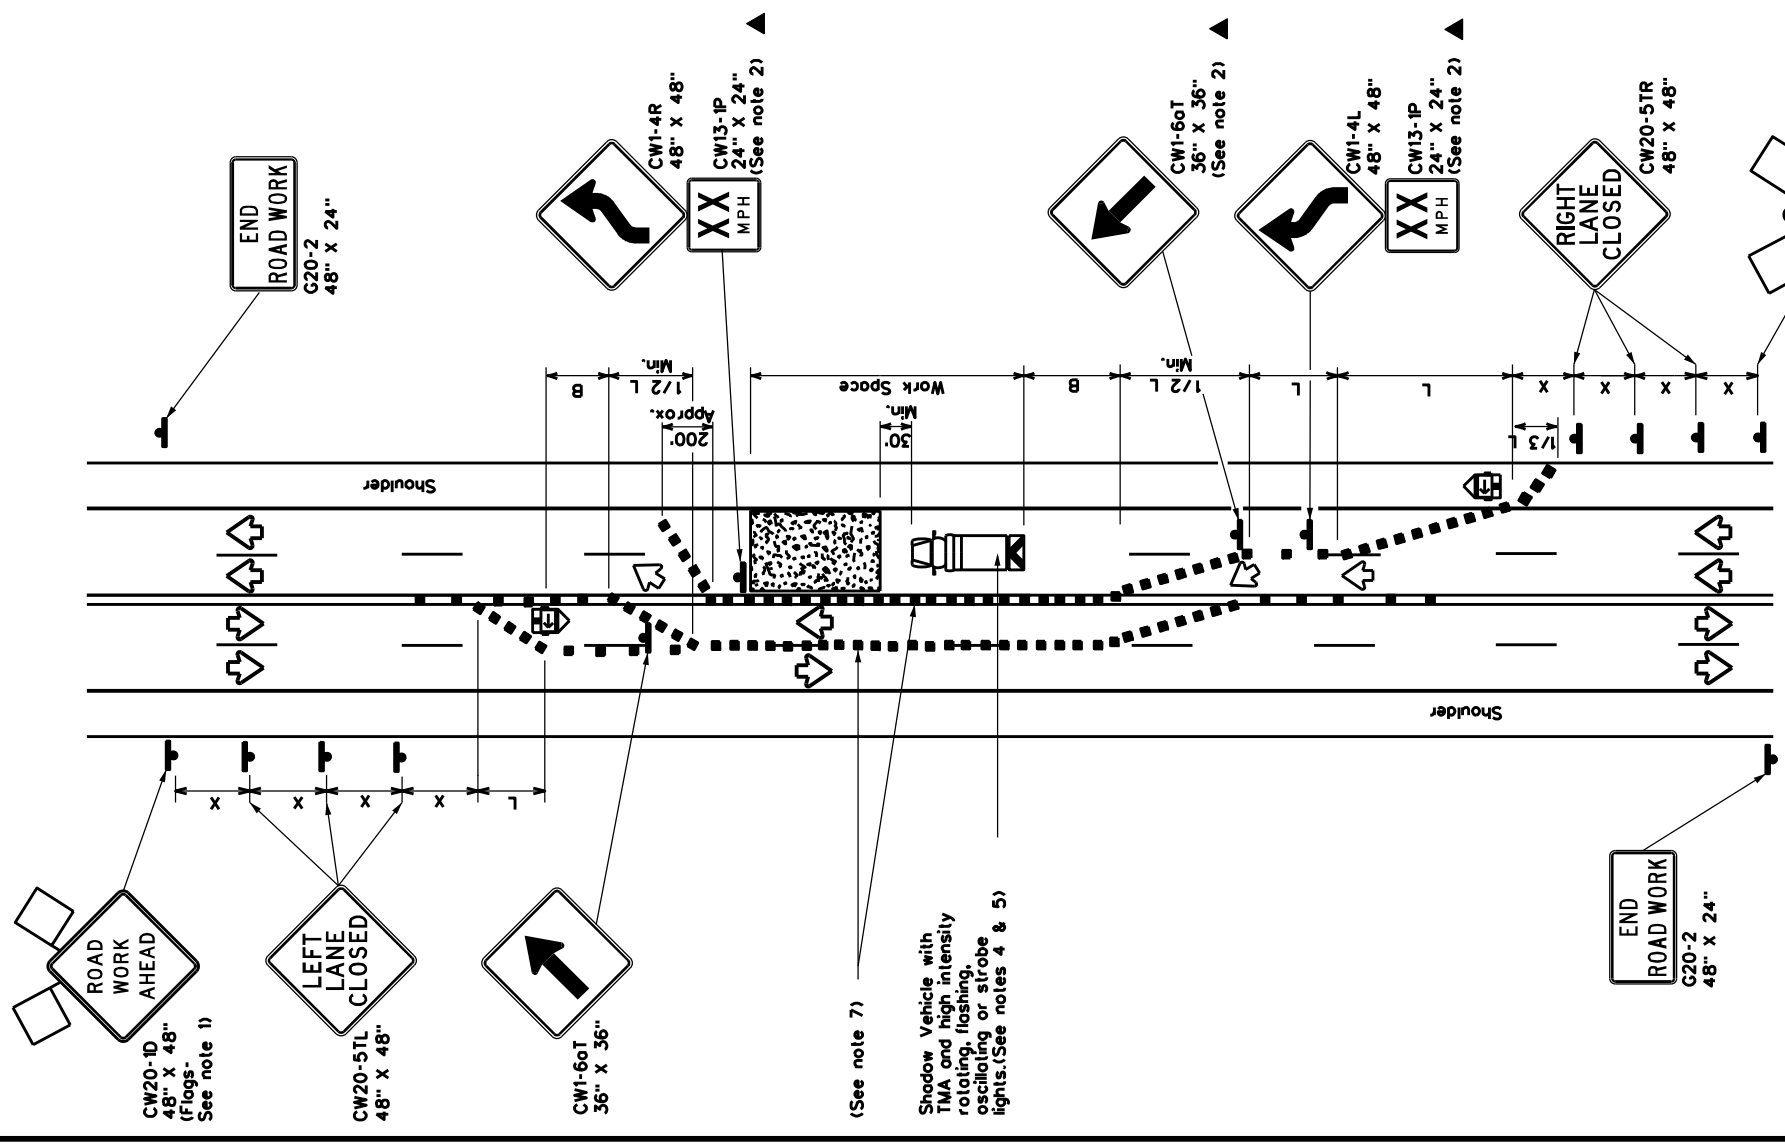 END
ROAD WORK
G20-2
48" X 24"
CW1-4R
48" X 48"
XX
MPH
CW13-1P
24" X 24"
(See note 2)
CW1-6aT
36" X 36"
(See note 2)
CW1-4L
48" X 48"
XX
MPH
CW13-1P
24" X 24"
(See note 2)
RIGHT
LANE
CLOSED
CW20-5TR
48" X 48"
B
1/2 L
Min.
200'
Approx.
Work Space
30'
Min.
B
1/2 L
Min.
L
L
1/3 L
X
X
X
X
Shoulder
Shoulder
X
X
X
X
L
ROAD
WORK
AHEAD
CW20-1D
48" X 48"
(Flags-
See note 1)
LEFT
LANE
CLOSED
CW20-5TL
48" X 48"
CW1-6aT
36" X 36"
(See note 7)
Shadow Vehicle with
TMA and high intensity
rotating, flashing,
oscillating or strobe
lights.(See notes 4 & 5)
END
ROAD WORK
G20-2
48" X 24"